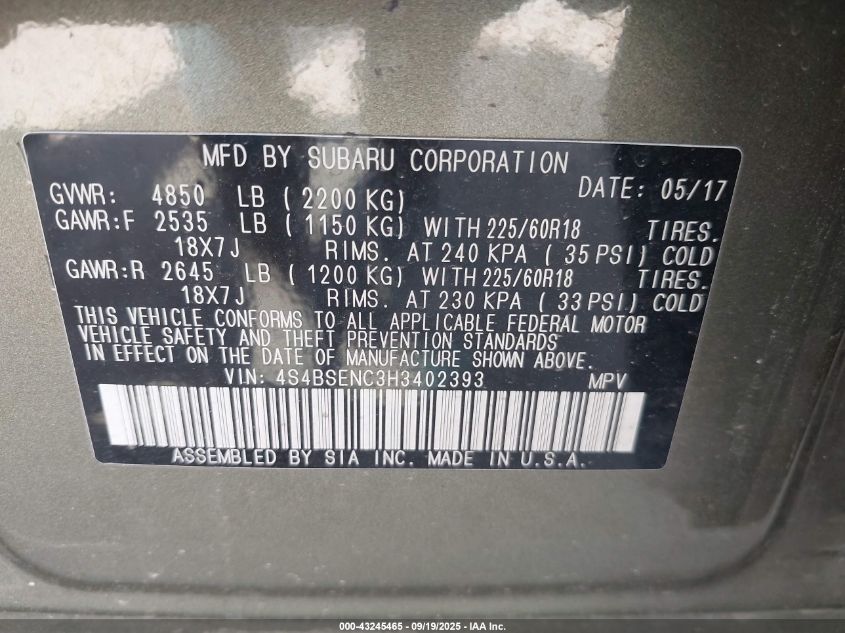 MFD BY SUBARU CORPORATION
DATE: 05/17
GVWR: 4850 LB ( 2200 KG)
GAWR:F 2535 LB ( 1150 KG) WITH 225/60R18 TIRES.
18X7J RIMS. AT 240 KPA ( 35 PSI) COLD
GAWR:R 2645 LB ( 1200 KG) WITH 225/60R18 TIRES.
18X7J RIMS. AT 230 KPA ( 33 PSI) COLD
THIS VEHICLE CONFORMS TO ALL APPLICABLE FEDERAL MOTOR
VEHICLE SAFETY AND THEFT PREVENTION STANDARDS
IN EFFECT ON THE DATE OF MANUFACTURE SHOWN ABOVE.
VIN: 4S4BSENC3H3402393 MPV
ASSEMBLED BY SIA INC. MADE IN U.S.A.
000-43245465 - 09/19/2025 - IAA Inc.